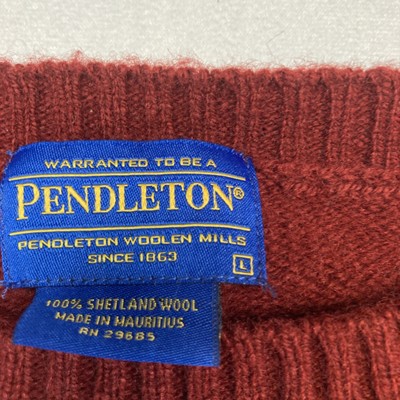 WARRANTED TO BE A
PENDLETON®
PENDLETON WOOLEN MILLS
SINCE 1863
L
100% SHETLAND WOOL
MADE IN MAURITIUS
RN 29685